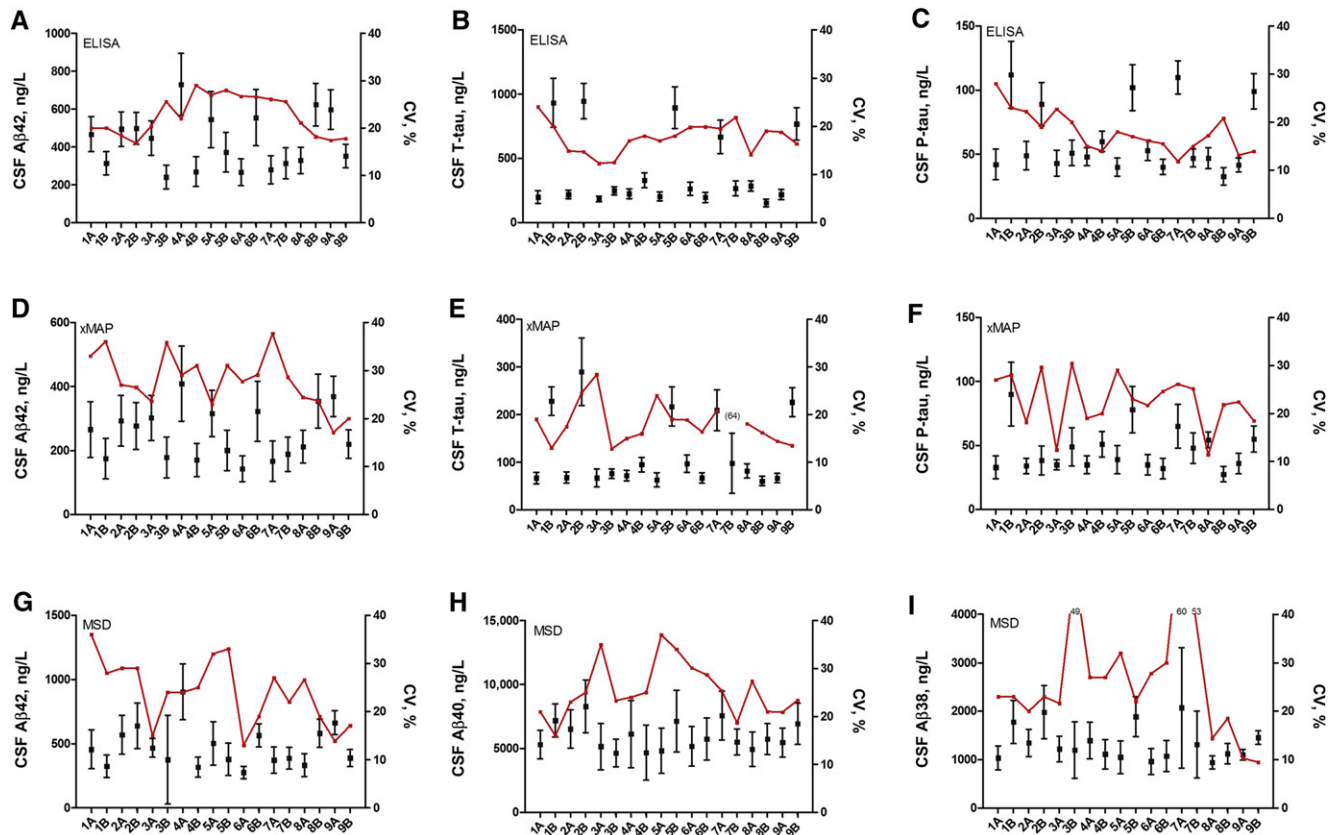 A
ELISA
CSF Aβ42, ng/L
1000
800
600
400
200
0
40
30
20
10
0
CV, %
1A 1B 2A 2B 3A 3B 4A 4B 5A 5B 6A 6B 7A 7B 8A 8B 9A 9B
B
ELISA
CSF T-tau, ng/L
1500
1000
500
0
40
30
20
10
0
CV, %
1A 1B 2A 2B 3A 3B 4A 4B 5A 5B 6A 6B 7A 7B 8A 8B 9A 9B
C
ELISA
CSF P-tau, ng/L
150
100
50
0
40
30
20
10
0
CV, %
1A 1B 2A 2B 3A 3B 4A 4B 5A 5B 6A 6B 7A 7B 8A 8B 9A 9B
D
xMAP
CSF Aβ42, ng/L
600
400
200
0
40
30
20
10
0
CV, %
1A 1B 2A 2B 3A 3B 4A 4B 5A 5B 6A 6B 7A 7B 8A 8B 9A 9B
E
xMAP
CSF T-tau, ng/L
400
300
200
100
0
(64)
40
30
20
10
0
CV, %
1A 1B 2A 2B 3A 3B 4A 4B 5A 5B 6A 6B 7A 7B 8A 8B 9A 9B
F
xMAP
CSF P-tau, ng/L
150
100
50
0
40
30
20
10
0
CV, %
1A 1B 2A 2B 3A 3B 4A 4B 5A 5B 6A 6B 7A 7B 8A 8B 9A 9B
G
MSD
CSF Aβ42, ng/L
1500
1000
500
0
40
30
20
10
0
CV, %
1A 1B 2A 2B 3A 3B 4A 4B 5A 5B 6A 6B 7A 7B 8A 8B 9A 9B
H
MSD
CSF Aβ40, ng/L
15,000
10,000
5000
0
40
30
20
10
0
CV, %
1A 1B 2A 2B 3A 3B 4A 4B 5A 5B 6A 6B 7A 7B 8A 8B 9A 9B
I
MSD
CSF Aβ38, ng/L
4000
3000
2000
1000
0
49
60 53
40
30
20
10
0
CV, %
1A 1B 2A 2B 3A 3B 4A 4B 5A 5B 6A 6B 7A 7B 8A 8B 9A 9B